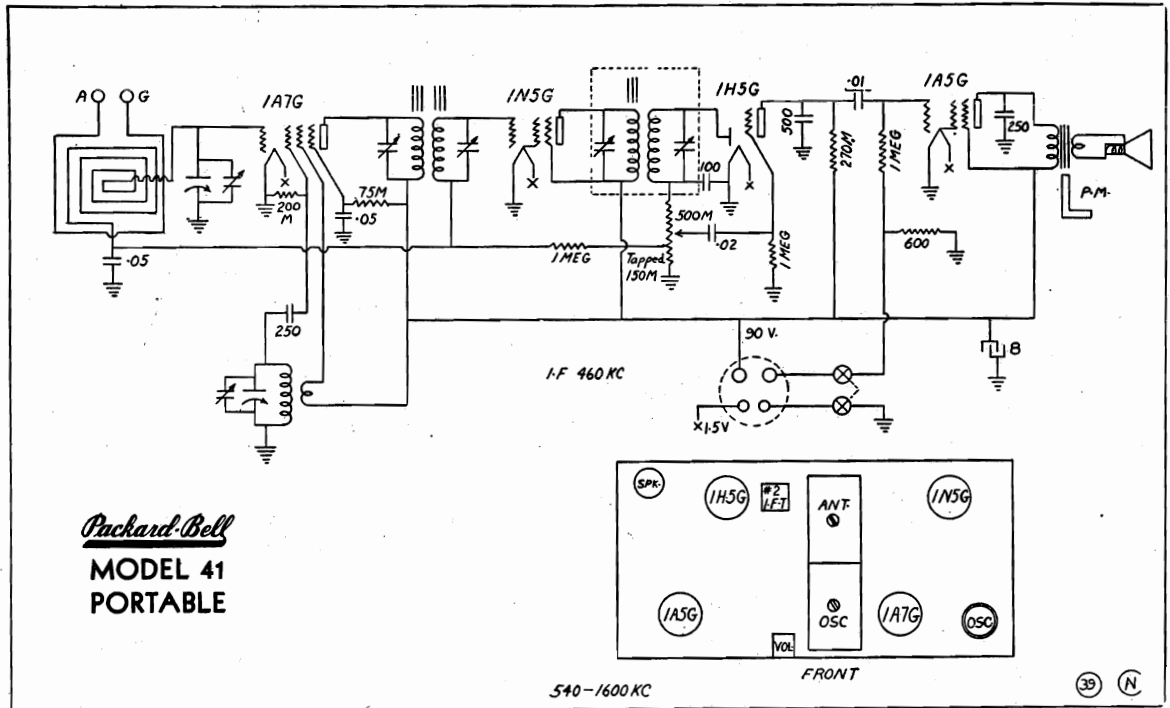 A G
1A7G
1N5G
1H5G
.01
1A5G
500
270M
1MEG
250
100
X
X
X
75M
200
M
.05
.05
500M
.02
P.M.
1MEG
Tapped
150M
1MEG
600
250
90 V.
8
I.F 460 KC
X1.5V
SPK.
1H5G
#2
I.F.T
ANT.
1N5G
Packard-Bell
MODEL 41
PORTABLE
1A5G
OSC
1A7G
OSC
VOL
FRONT
540-1600 KC
39 N